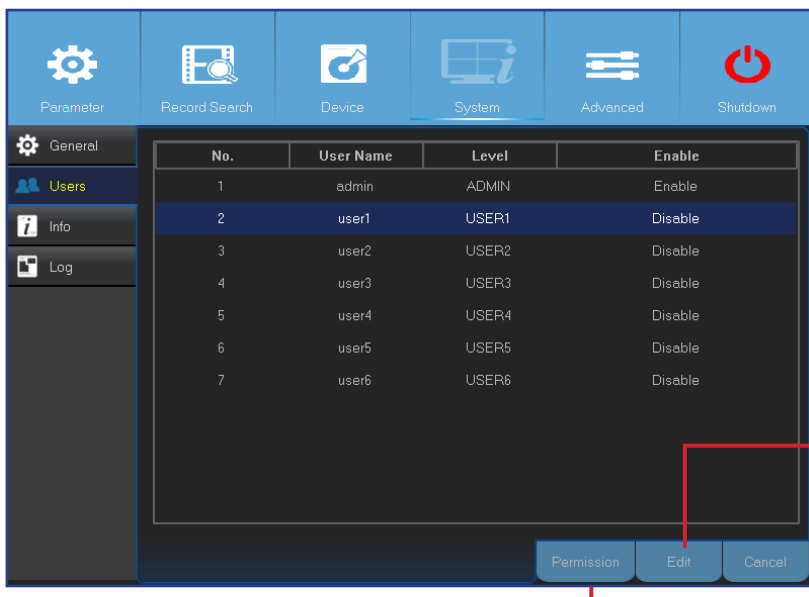 Parameter Record Search Device System Advanced Shutdown
General
Users
Info
Log
No. User Name Level Enable
1 admin ADMIN Enable
2 user1 USER1 Disable
3 user2 USER2 Disable
4 user3 USER3 Disable
5 user4 USER4 Disable
6 user5 USER5 Disable
7 user6 USER6 Disable
Permission Edit Cancel